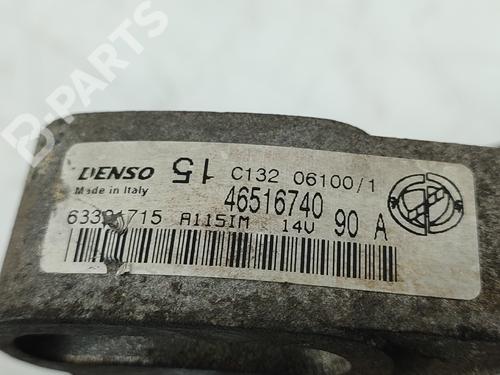 B-PARTS
DENSO 15 C132 06100/1
Made in Italy 46516740 90 A
A115IM 14V